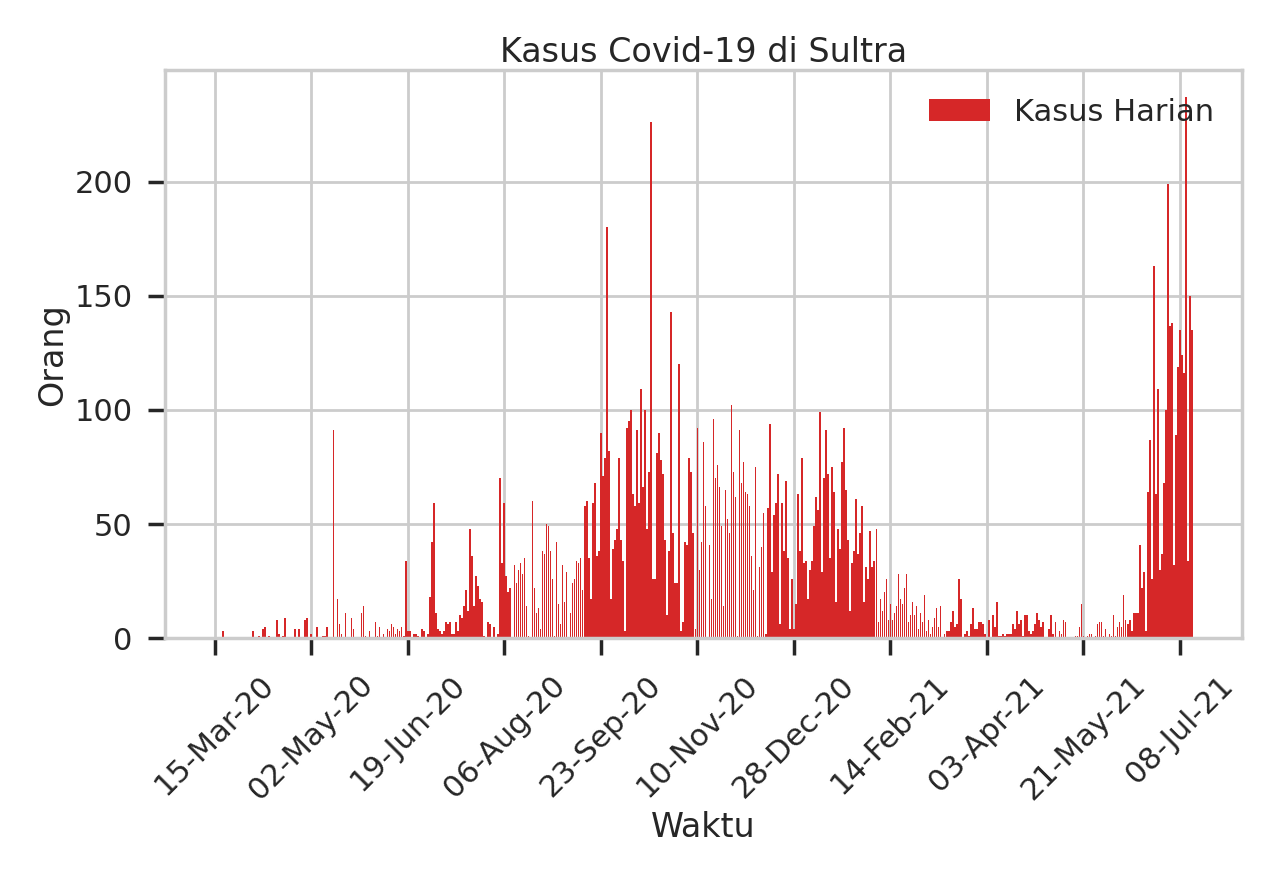 Kasus Covid-19 di Sultra
Kasus Harian
Orang
200
150
100
50
0
15-Mar-20
02-May-20
19-Jun-20
06-Aug-20
23-Sep-20
10-Nov-20
28-Dec-20
14-Feb-21
03-Apr-21
21-May-21
08-Jul-21
Waktu